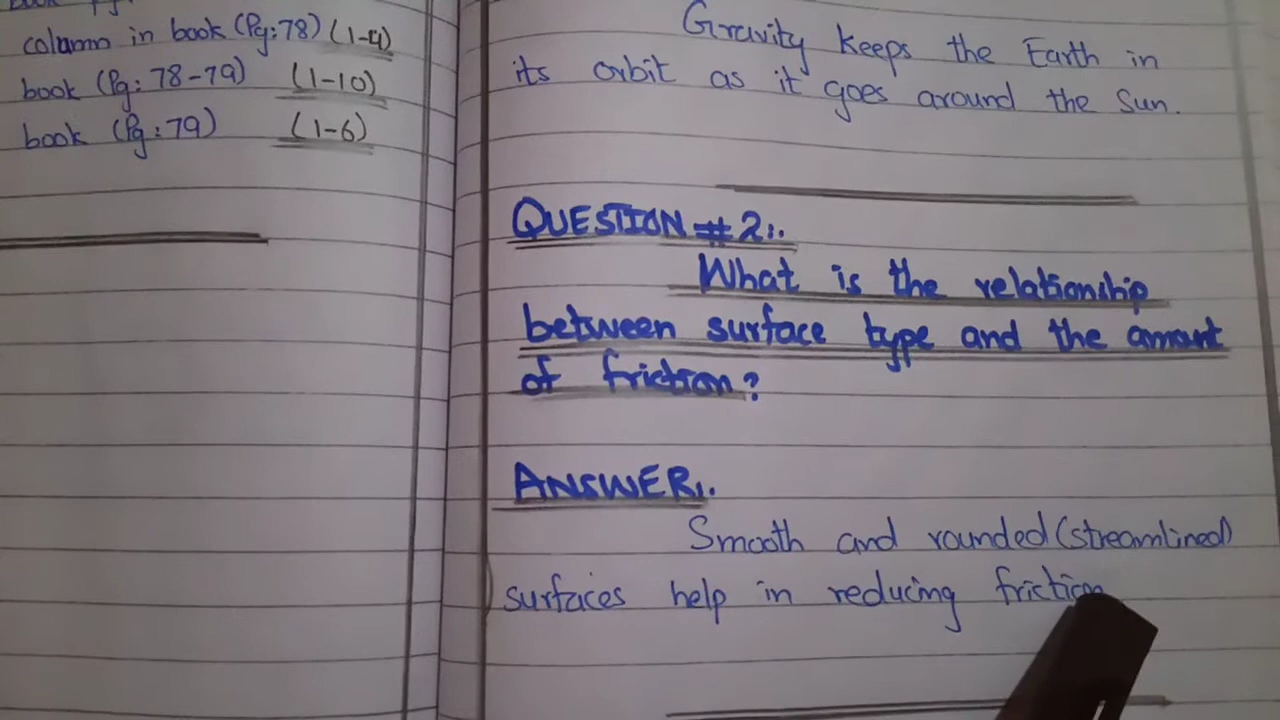 column in book (Pg:78) (1-9)
book (Pg: 78-79) (1-10)
book (Pg:79) (1-6)
Gravity keeps the Earth in
its orbit as it goes around the sun.
QUESTION #2:.
What is the relationship
between surface type and the amount
of friction?
ANSWER:.
Smooth and rounded (streamlined)
surfaces help in reducing friction